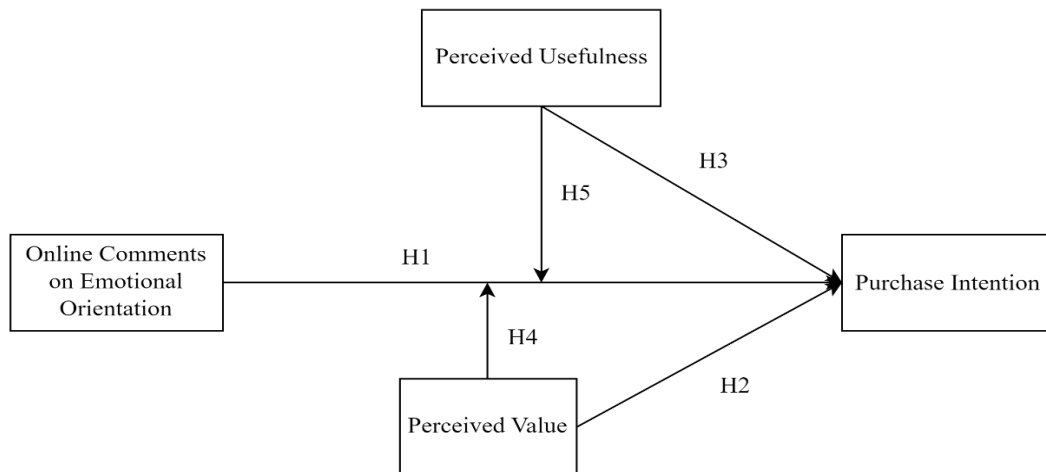 Perceived Usefulness
H3
H5
Online Comments
on Emotional
Orientation
H1
Purchase Intention
H4
H2
Perceived Value